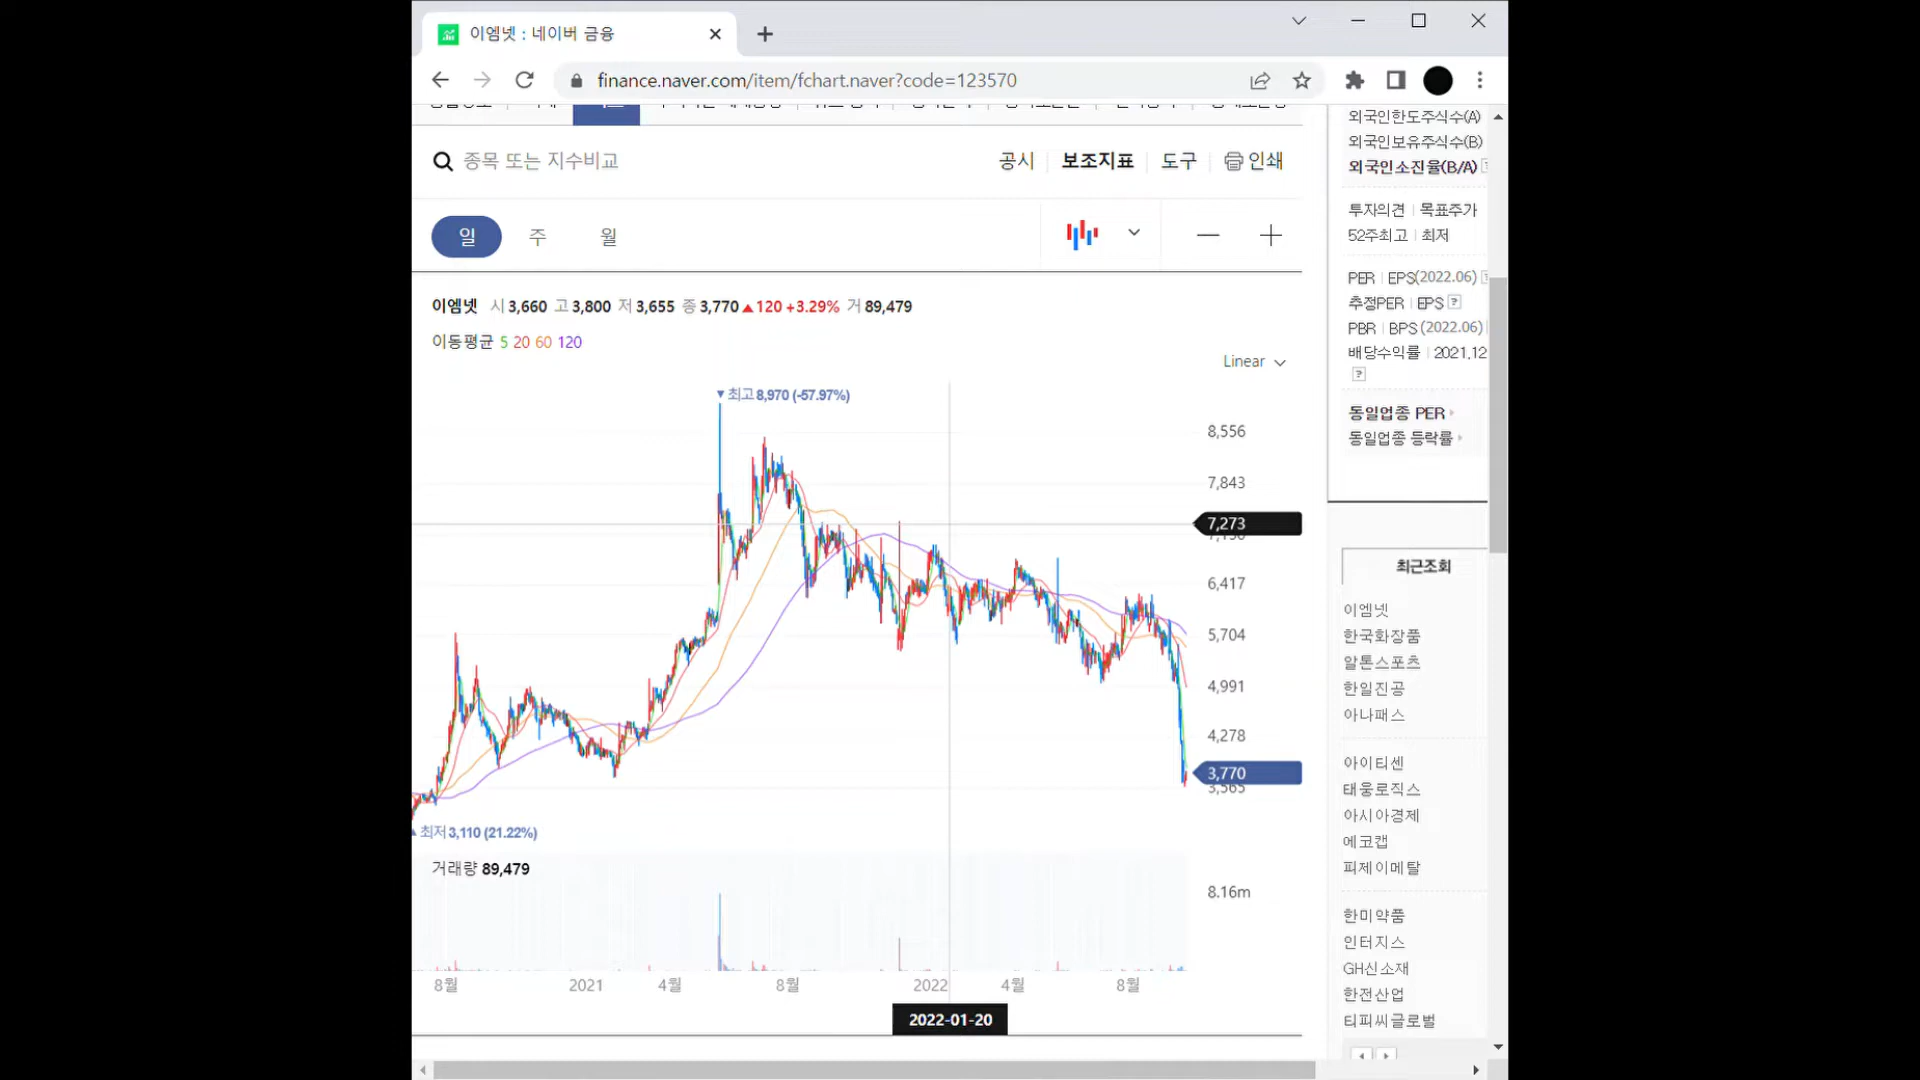 이엠넷 : 네이버 금융
finance.naver.com/item/fchart.naver?code=123570
종목 또는 지수비교
공시 보조지표 도구 인쇄
일 주 월
이엠넷 시 3,660 고 3,800 저 3,655 종 3,770 ▲120 +3.29% 거 89,479
이동평균 5 20 60 120
Linear
▼최고 8,970 (-57.97%)
8,556
7,843
7,273
6,417
5,704
4,991
4,278
3,770
3,565
▲최저 3,110 (21.22%)
거래량 89,479
8.16m
8월 2021 4월 8월 2022 4월 8월
2022-01-20
외국인한도주식수(A)
외국인보유주식수(B)
외국인소진율(B/A) ?
투자의견 | 목표주가
52주최고 | 최저
PER | EPS(2022.06) ?
추정PER | EPS ?
PBR | BPS (2022.06)
배당수익률 | 2021.12
?
동일업종 PER
동일업종 등락률
최근조회
이엠넷
한국화장품
알톤스포츠
한일진공
아나패스
아이티센
태웅로직스
아시아경제
에코캡
피제이메탈
한미약품
인터지스
GH신소재
한전산업
티피씨글로벌